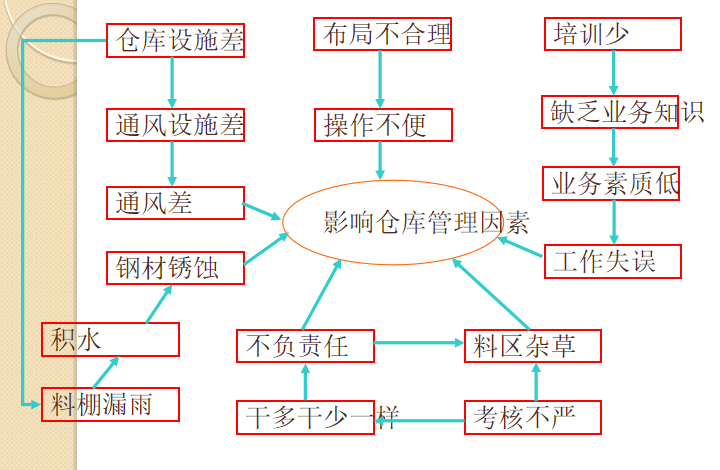 仓库设施差
布局不合理
培训少
通风设施差
操作不便
缺乏业务知识
通风差
影响仓库管理因素
业务素质低
钢材锈蚀
工作失误
积水
不负责任
料区杂草
料棚漏雨
干多干少一样
考核不严